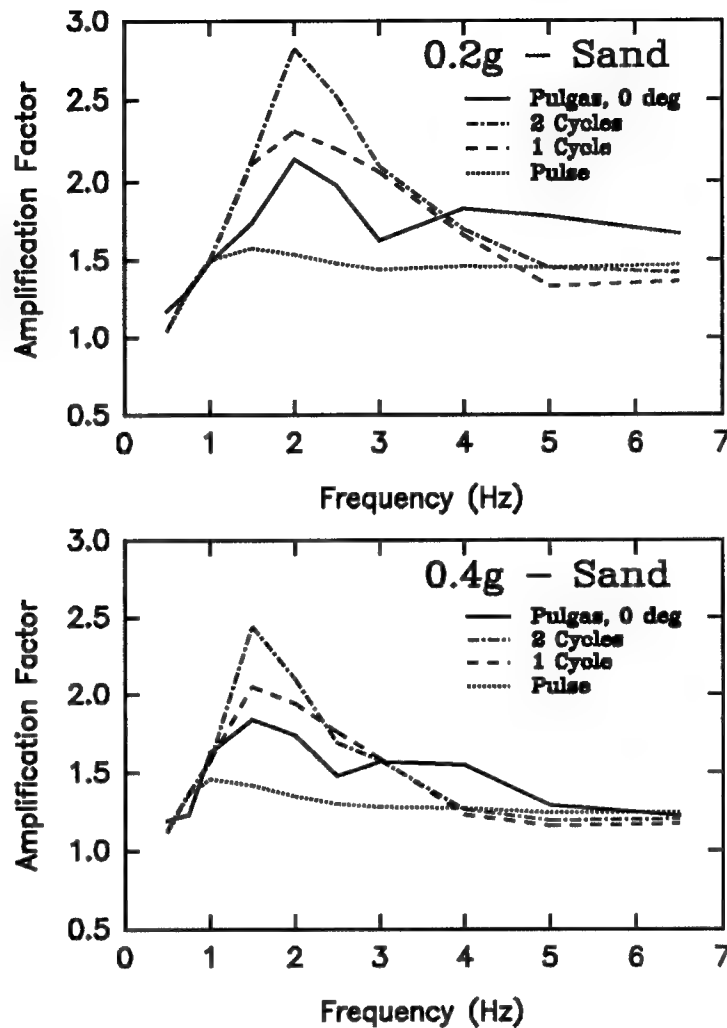 3.0
2.5
2.0
1.5
1.0
0.5
0 1 2 3 4 5 6 7
Amplification Factor
Frequency (Hz)
0.2g – Sand
Pulgas, 0 deg
2 Cycles
1 Cycle
Pulse
3.0
2.5
2.0
1.5
1.0
0.5
0 1 2 3 4 5 6 7
Amplification Factor
Frequency (Hz)
0.4g – Sand
Pulgas, 0 deg
2 Cycles
1 Cycle
Pulse